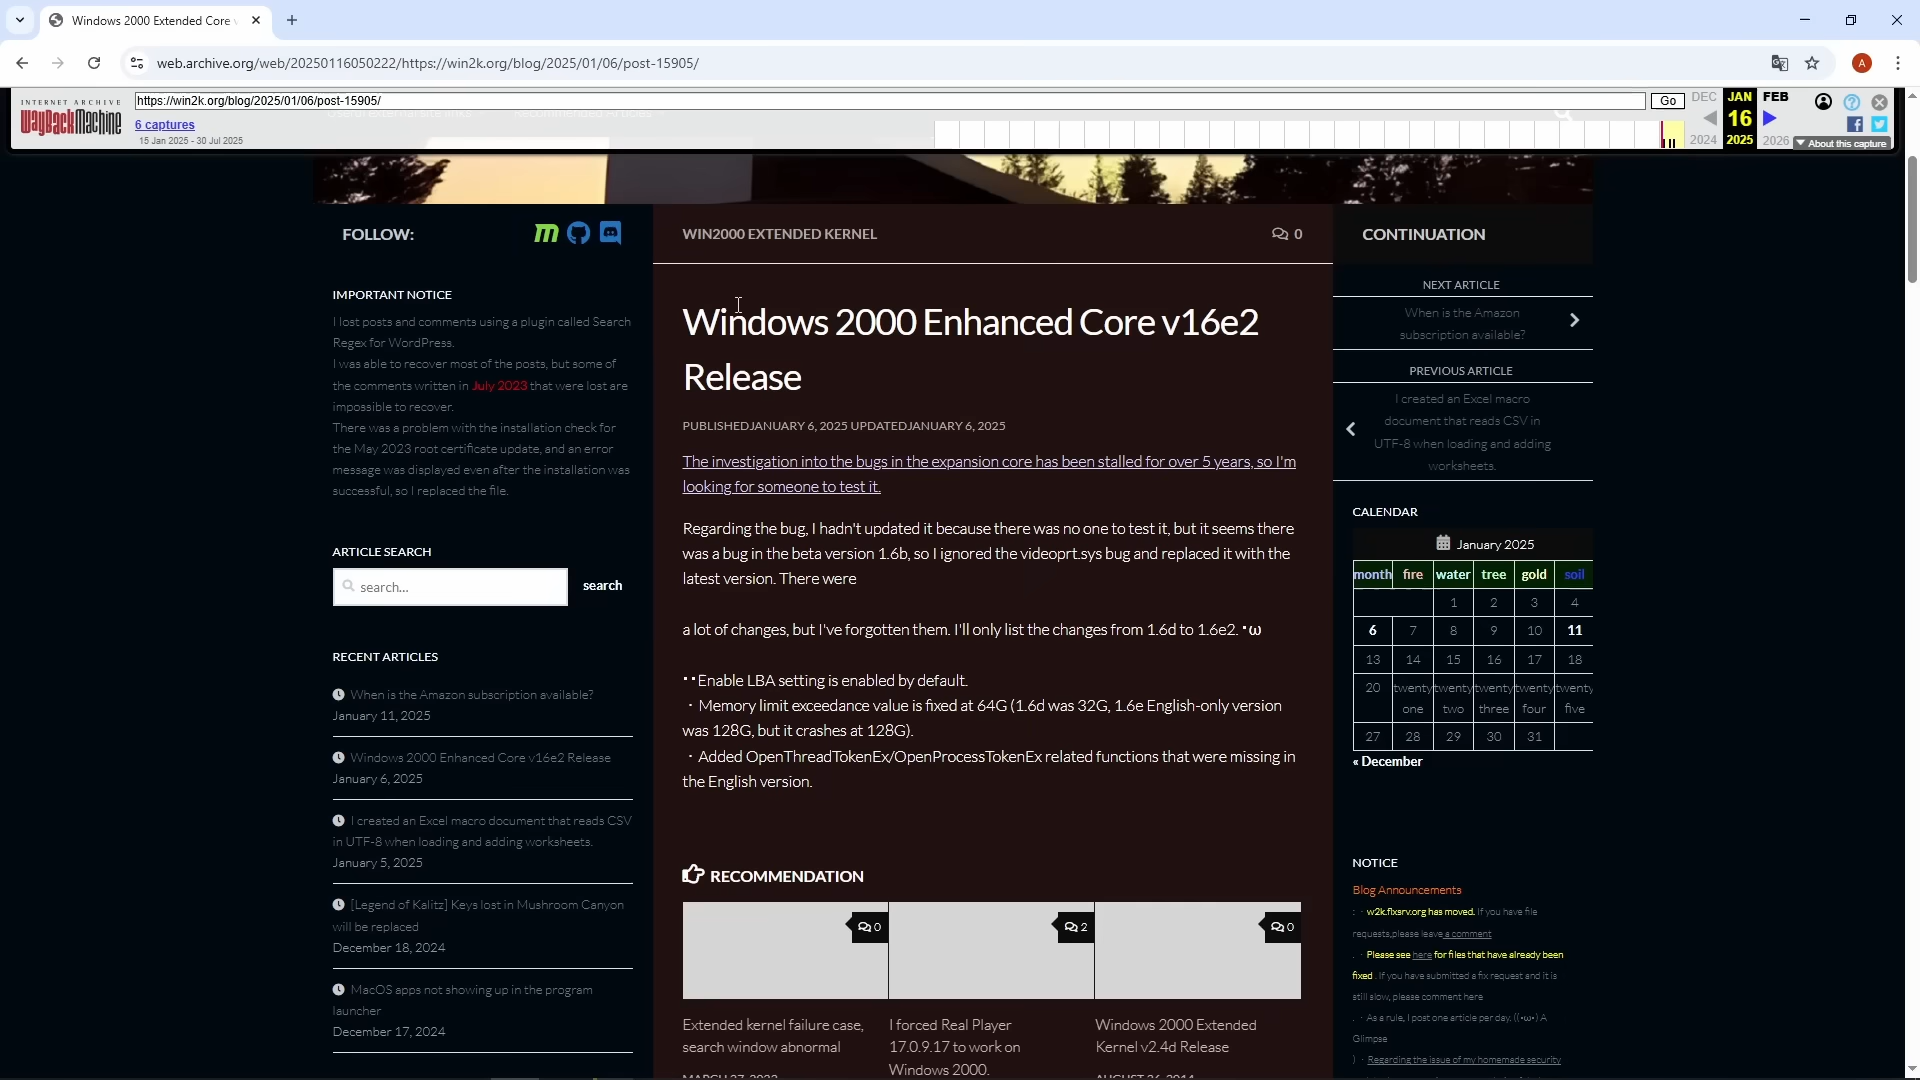 Windows 2000 Extended Core
web.archive.org/web/20250116050222/https://win2k.org/blog/2025/01/06/post-15905/
A
INTERNET ARCHIVE
WayBackMachine
https://win2k.org/blog/2025/01/06/post-15905/
Go
6 captures
15 Jan 2025 - 30 Jul 2025
DEC JAN FEB
16
2024 2025 2026
About this capture
FOLLOW:
IMPORTANT NOTICE
I lost posts and comments using a plugin called Search
Regex for WordPress.
I was able to recover most of the posts, but some of
the comments written in July 2023 that were lost are
impossible to recover.
There was a problem with the installation check for
the May 2023 root certificate update, and an error
message was displayed even after the installation was
successful, so I replaced the file.
ARTICLE SEARCH
search...
search
RECENT ARTICLES
When is the Amazon subscription available?
January 11, 2025
Windows 2000 Enhanced Core v16e2 Release
January 6, 2025
I created an Excel macro document that reads CSV
in UTF-8 when loading and adding worksheets.
January 5, 2025
[Legend of Kalitz] Keys lost in Mushroom Canyon
will be replaced
December 18, 2024
MacOS apps not showing up in the program
launcher
December 17, 2024
WIN2000 EXTENDED KERNEL
0
Windows 2000 Enhanced Core v16e2
Release
PUBLISHEDJANUARY 6, 2025 UPDATEDJANUARY 6, 2025
The investigation into the bugs in the expansion core has been stalled for over 5 years, so I'm
looking for someone to test it.
Regarding the bug, I hadn't updated it because there was no one to test it, but it seems there
was a bug in the beta version 1.6b, so I ignored the videoprt.sys bug and replaced it with the
latest version. There were
a lot of changes, but I've forgotten them. I'll only list the changes from 1.6d to 1.6e2. ･ω
･･Enable LBA setting is enabled by default.
・Memory limit exceedance value is fixed at 64G (1.6d was 32G, 1.6e English-only version
was 128G, but it crashes at 128G).
・Added OpenThreadTokenEx/OpenProcessTokenEx related functions that were missing in
the English version.
RECOMMENDATION
0
2
0
Extended kernel failure case,
search window abnormal
MARCH 27, 2022
I forced Real Player
17.0.9.17 to work on
Windows 2000.
Windows 2000 Extended
Kernel v2.4d Release
AUGUST 26, 2014
CONTINUATION
NEXT ARTICLE
When is the Amazon
subscription available?
PREVIOUS ARTICLE
I created an Excel macro
document that reads CSV in
UTF-8 when loading and adding
worksheets.
CALENDAR
January 2025
month fire water tree gold soil
1 2 3 4
6 7 8 9 10 11
13 14 15 16 17 18
20 twenty twenty twenty twenty twenty
one two three four five
27 28 29 30 31
« December
NOTICE
Blog Announcements
: ・w2k.flxsrv.org has moved. If you have file
requests,please leave a comment
. ・Please see here for files that have already been
fixed . If you have submitted a fix request and it is
still slow, please comment here
. ・As a rule, I post one article per day. ((･ω･) A
Glimpse
) ・Regarding the issue of my homemade security